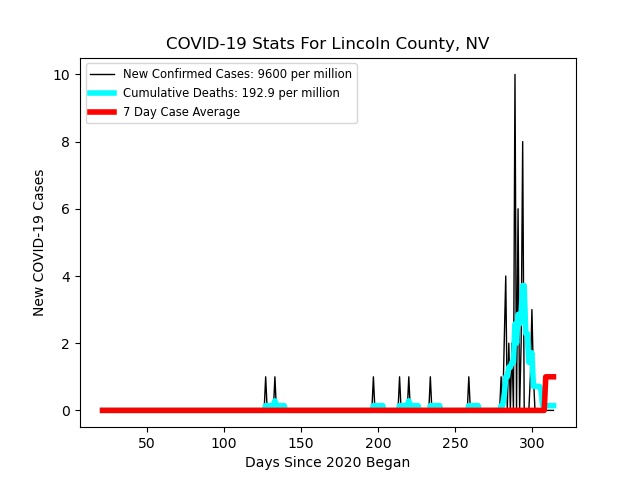 COVID-19 Stats For Lincoln County, NV
New Confirmed Cases: 9600 per million
Cumulative Deaths: 192.9 per million
7 Day Case Average
New COVID-19 Cases
10
8
6
4
2
0
50 100 150 200 250 300
Days Since 2020 Began